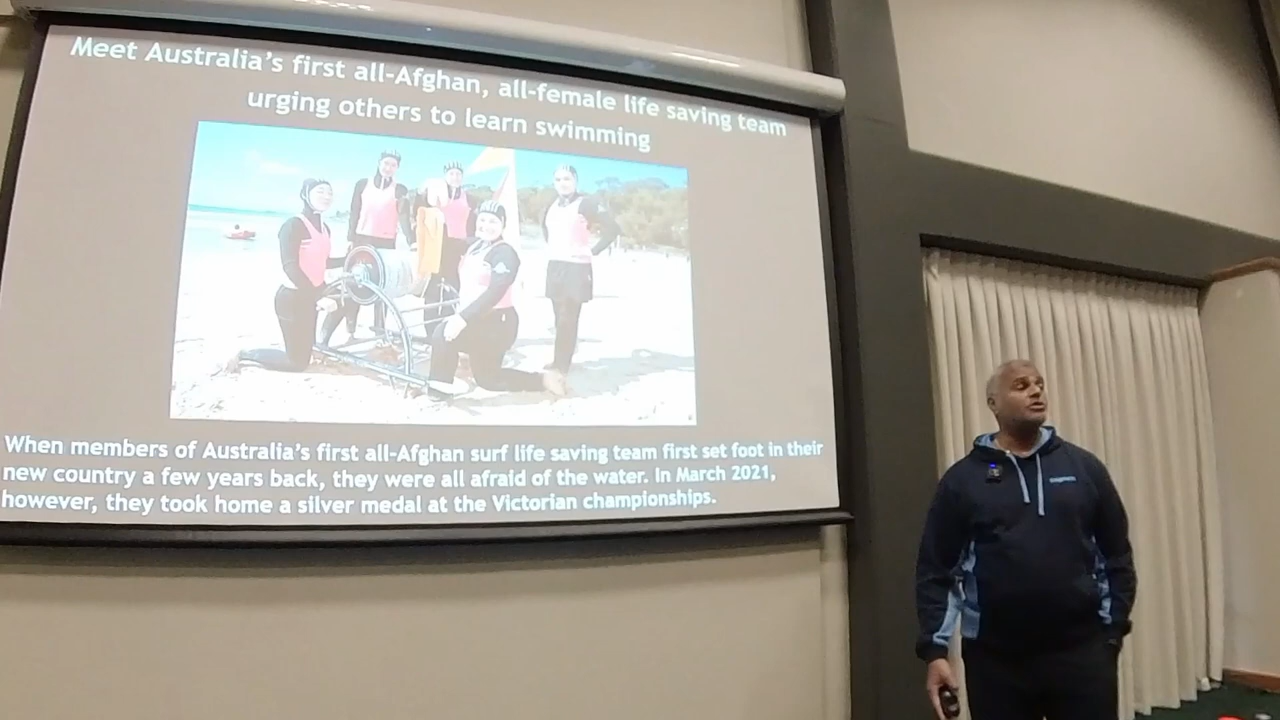 Meet Australia's first all-Afghan, all-female life saving team
urging others to learn swimming
When members of Australia's first all-Afghan surf life saving team first set foot in their
new country a few years back, they were all afraid of the water. In March 2021,
however, they took home a silver medal at the Victorian championships.